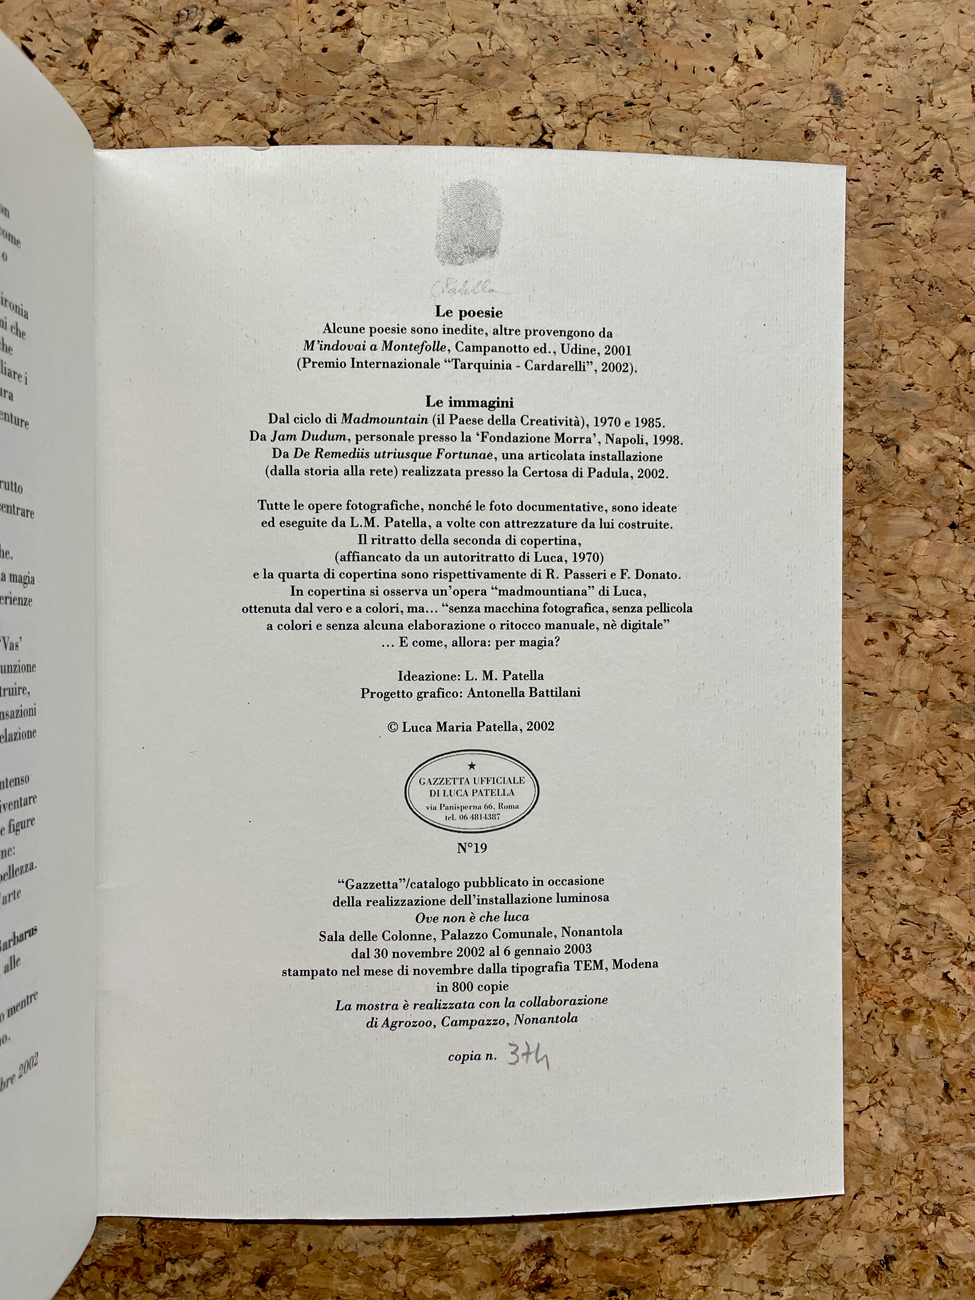 Patella
Le poesie
Alcune poesie sono inedite, altre provengono da
M'indovai a Montefolle, Campanotto ed., Udine, 2001
(Premio Internazionale “Tarquinia - Cardarelli”, 2002).
Le immagini
Dal ciclo di Madmountain (il Paese della Creatività), 1970 e 1985.
Da Jam Dudum, personale presso la ‘Fondazione Morra’, Napoli, 1998.
Da De Remediis utriusque Fortunae, una articolata installazione
(dalla storia alla rete) realizzata presso la Certosa di Padula, 2002.
Tutte le opere fotografiche, nonché le foto documentative, sono ideate
ed eseguite da L.M. Patella, a volte con attrezzature da lui costruite.
Il ritratto della seconda di copertina,
(affiancato da un autoritratto di Luca, 1970)
e la quarta di copertina sono rispettivamente di R. Passeri e F. Donato.
In copertina si osserva un'opera “madmountiana” di Luca,
ottenuta dal vero e a colori, ma... “senza macchina fotografica, senza pellicola
a colori e senza alcuna elaborazione o ritocco manuale, nè digitale”
... E come, allora: per magia?
Ideazione: L. M. Patella
Progetto grafico: Antonella Battilani
© Luca Maria Patella, 2002
GAZZETTA UFFICIALE
DI LUCA PATELLA
via Panisperna 66, Roma
tel. 06 4814387
N°19
“Gazzetta”/catalogo pubblicato in occasione
della realizzazione dell'installazione luminosa
Ove non è che luca
Sala delle Colonne, Palazzo Comunale, Nonantola
dal 30 novembre 2002 al 6 gennaio 2003
stampato nel mese di novembre dalla tipografia TEM, Modena
in 800 copie
La mostra è realizzata con la collaborazione
di Agrozoo, Campazzo, Nonantola
copia n. 374